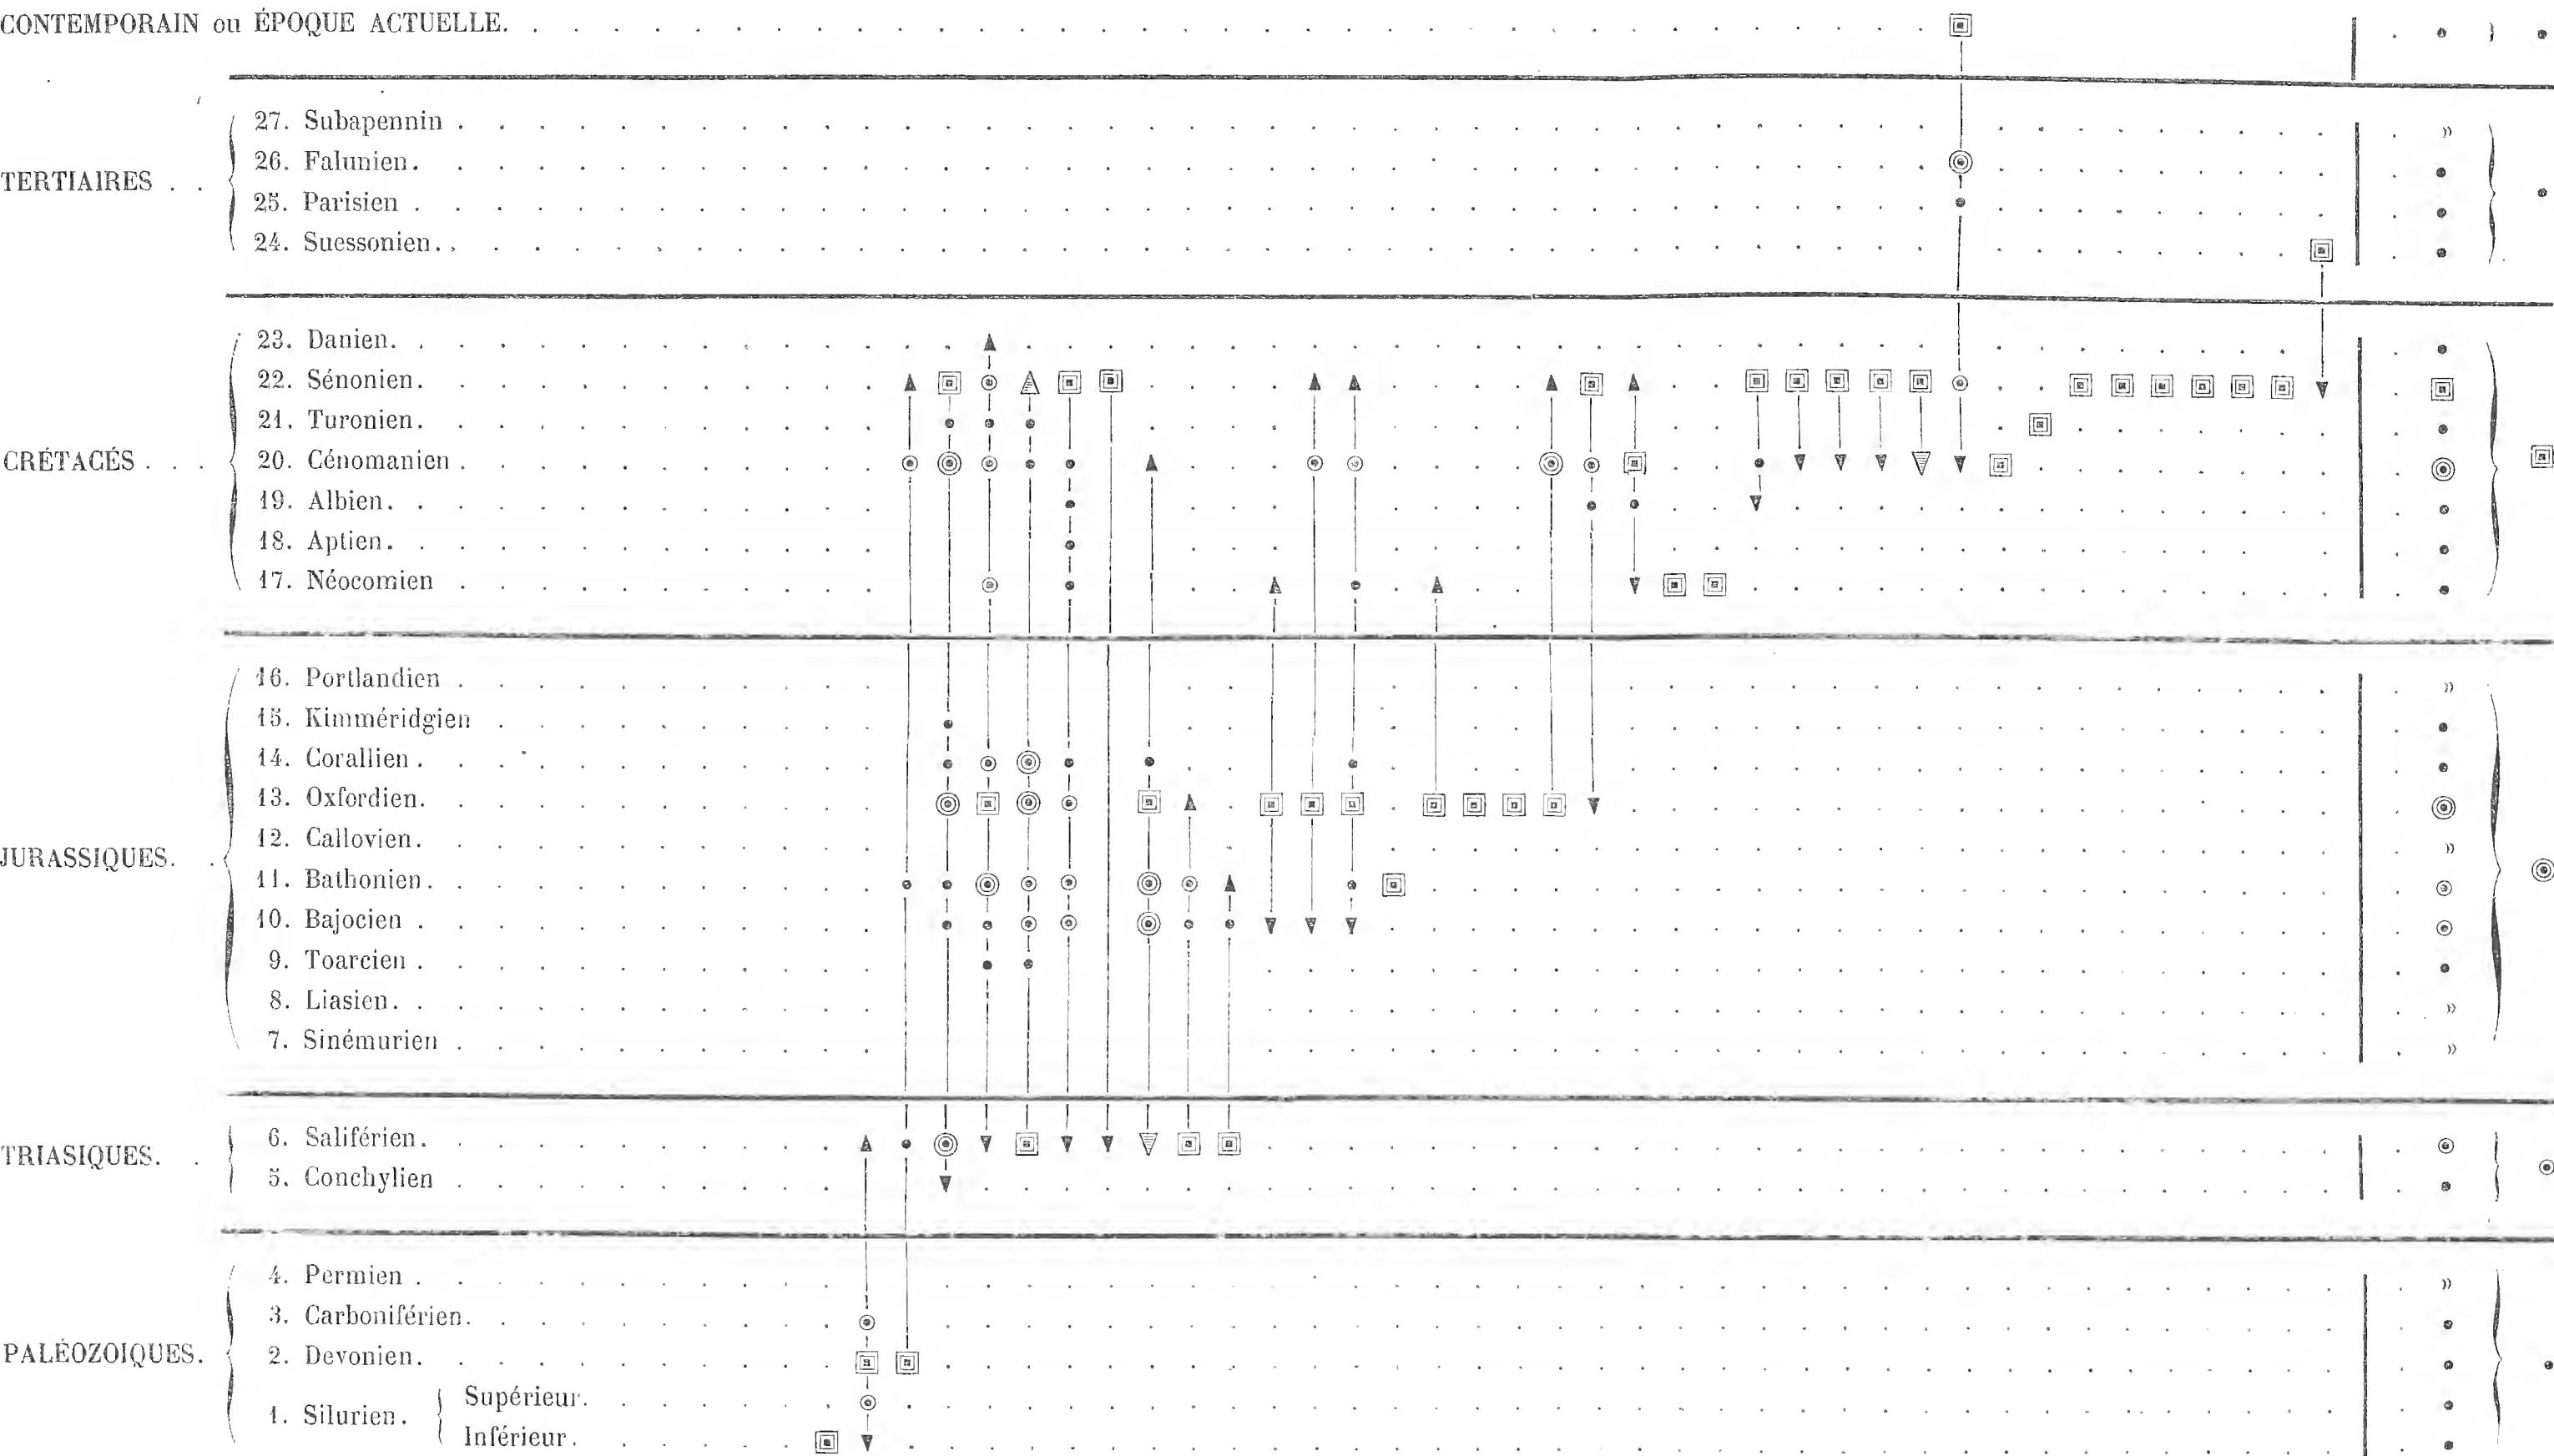 CONTEMPORAIN ou ÉPOQUE ACTUELLE.
27. Subapennin
26. Falunien.
TERTIAIRES
25. Parisien
24. Suessonien.
23. Danien.
22. Sénonien.
21. Turonien.
CRÉTACÉS
20. Cénomanien
19. Albien.
18. Aptien.
17. Néocomien
16. Portlandien
15. Kimméridgien
14. Corallien
13. Oxfordien.
12. Callovien.
JURASSIQUES.
11. Bathonien.
10. Bajocien
9. Toarcien
8. Liasien.
7. Sinémurien
6. Saliférien.
TRIASIQUES.
5. Conchylien
4. Permien
3. Carboniférien.
PALÉOZOIQUES.
2. Devonien.
Supérieur.
1. Silurien.
Inférieur.